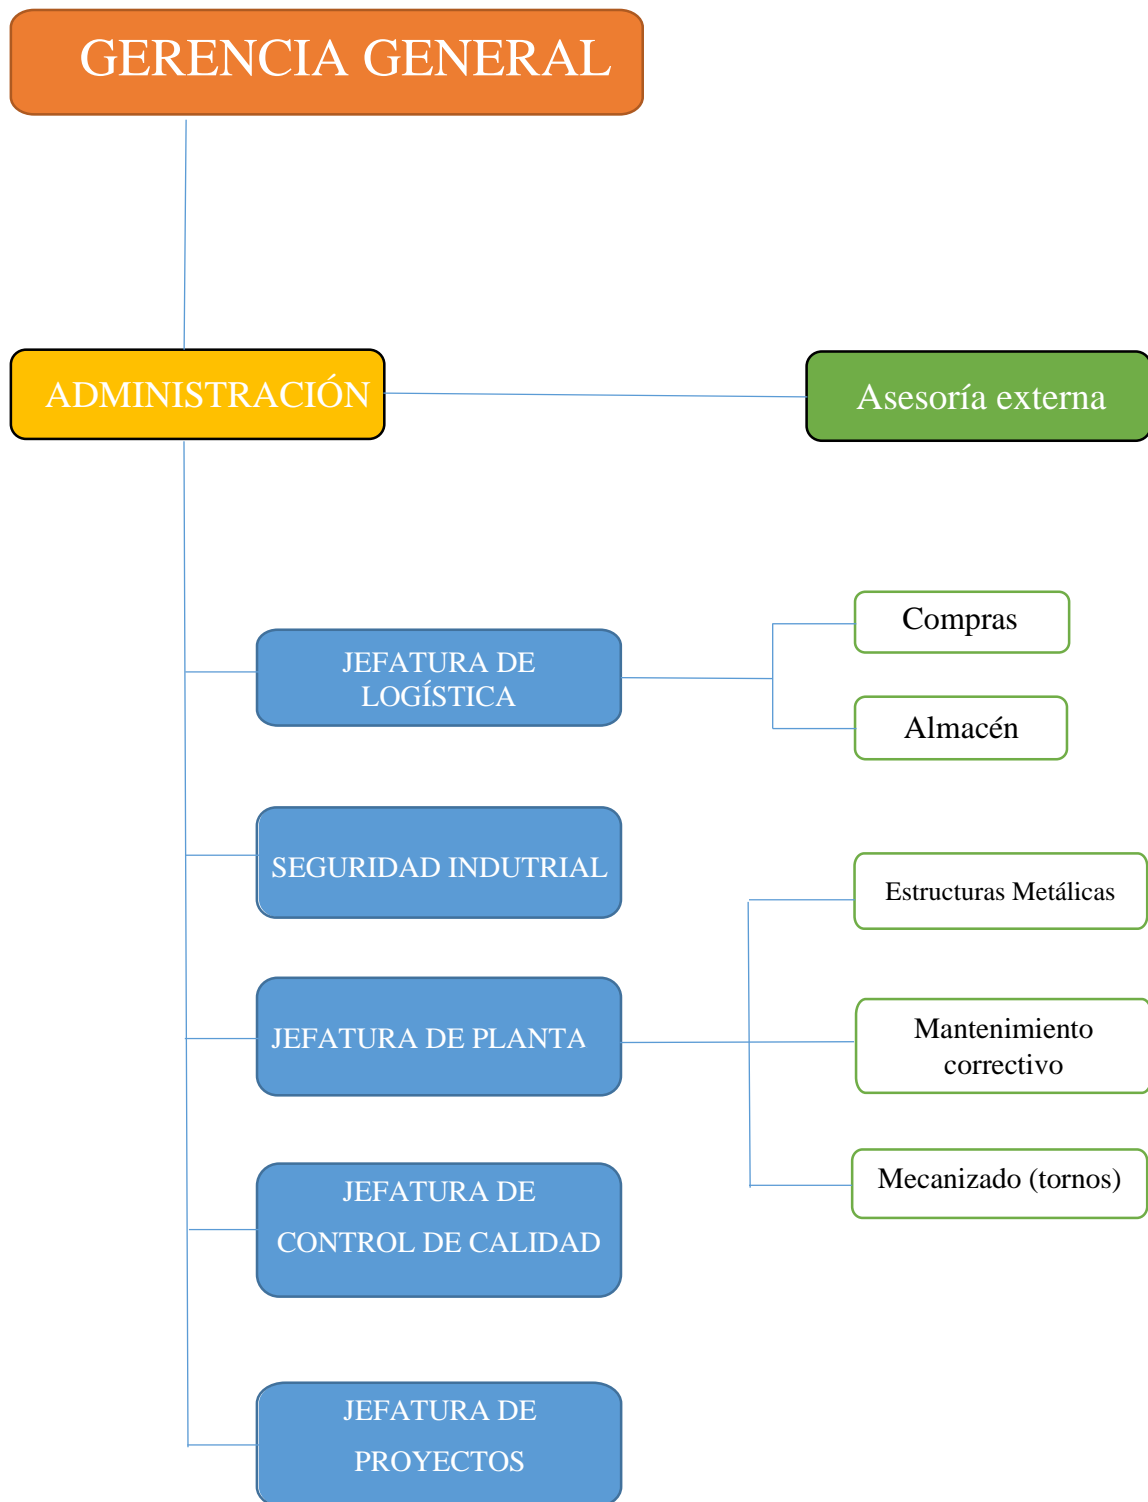 GERENCIA GENERAL
ADMINISTRACIÓN
Asesoría externa
JEFATURA DE
LOGÍSTICA
Compras
Almacén
SEGURIDAD INDUTRIAL
JEFATURA DE PLANTA
Estructuras Metálicas
Mantenimiento
correctivo
Mecanizado (tornos)
JEFATURA DE
CONTROL DE CALIDAD
JEFATURA DE
PROYECTOS